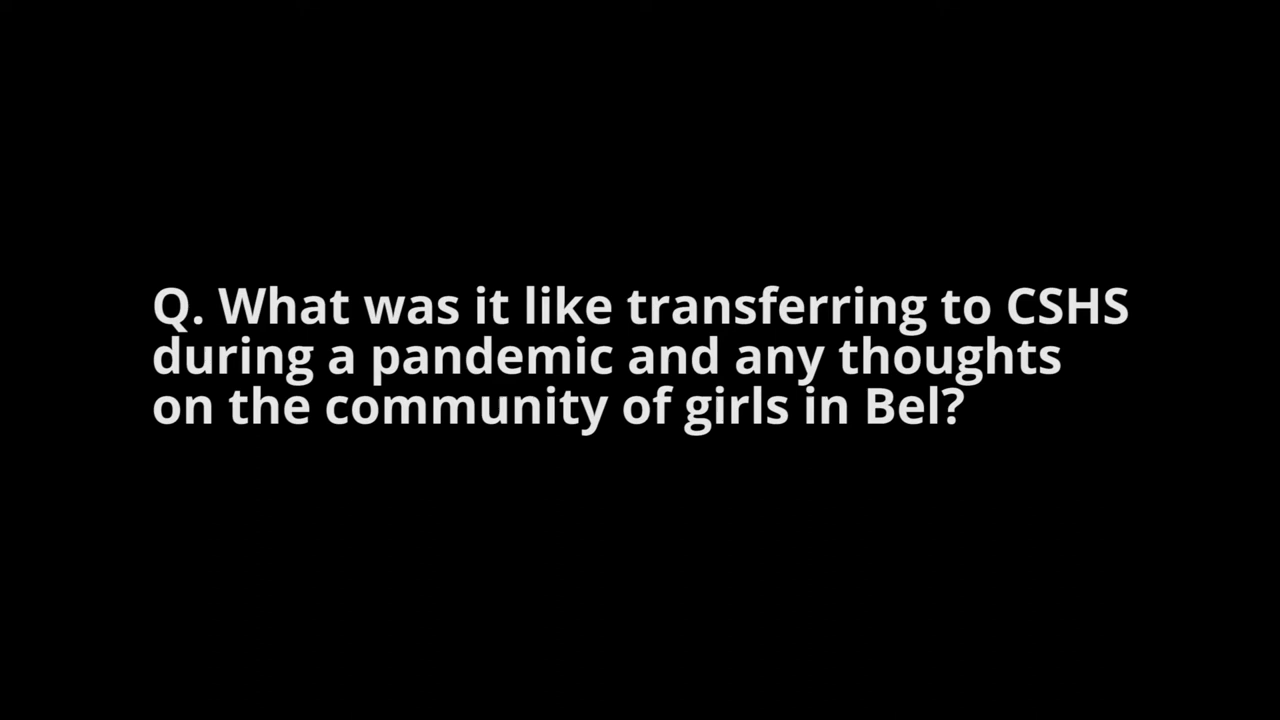 Q. What was it like transferring to CSHS
during a pandemic and any thoughts
on the community of girls in Bel?